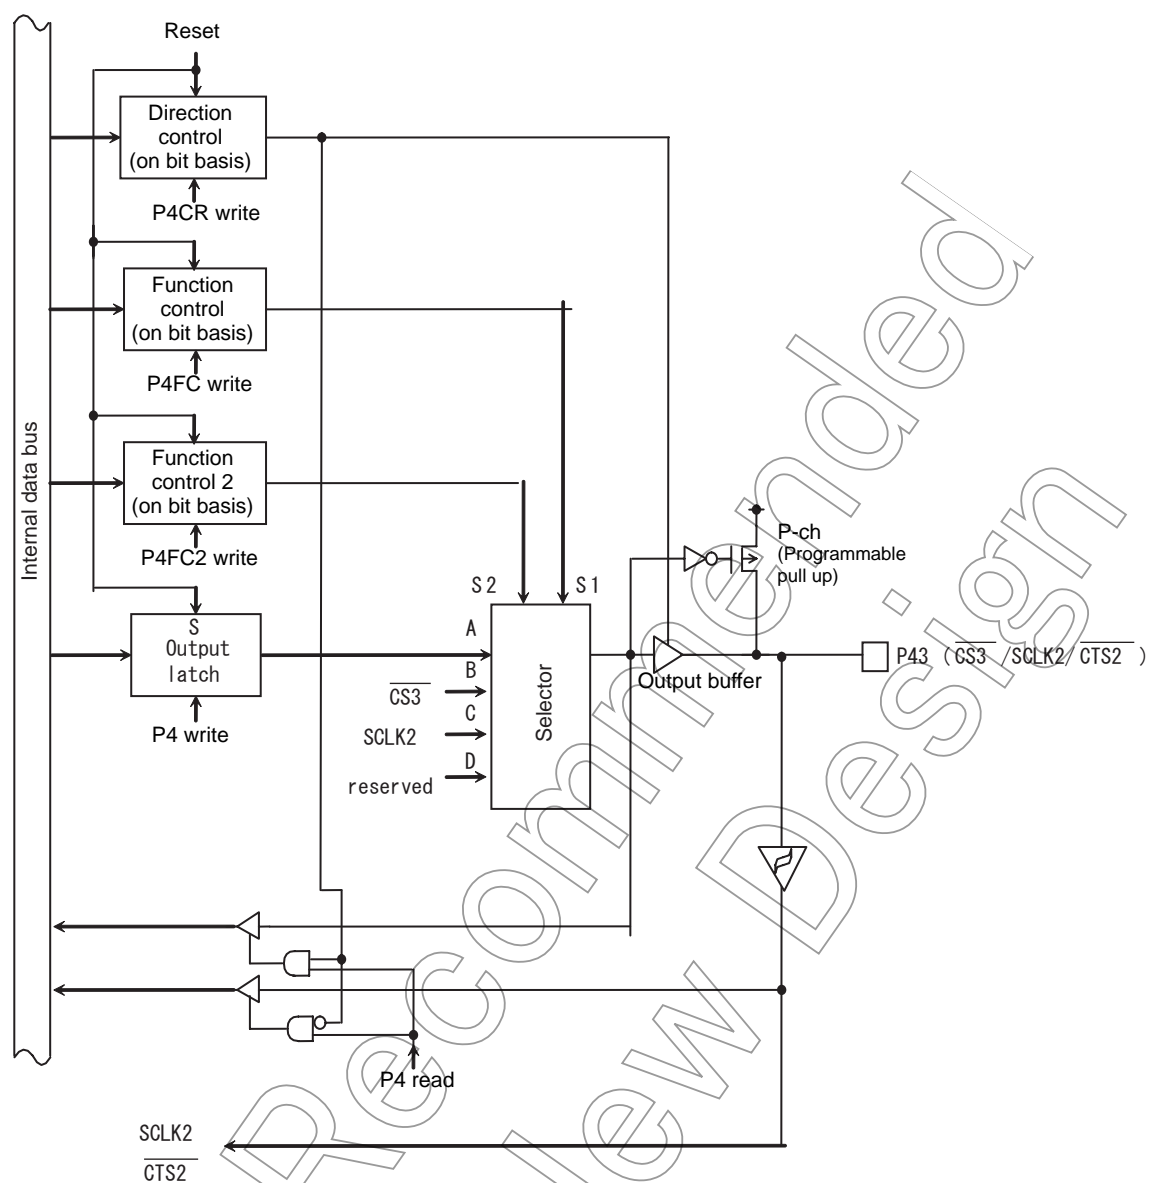 Reset
Direction
control
(on bit basis)
P4CR write
Function
control
(on bit basis)
P4FC write
Function
control 2
(on bit basis)
P4FC2 write
Internal data bus
S
Output
latch
P4 write
S2
S1
A
B
CS3
C
SCLK2
D
reserved
Selector
P-ch
(Programmable
pull up)
Output buffer
P43 (CS3/SCLK2/CTS2)
P4 read
SCLK2
CTS2
Recommended
New Design